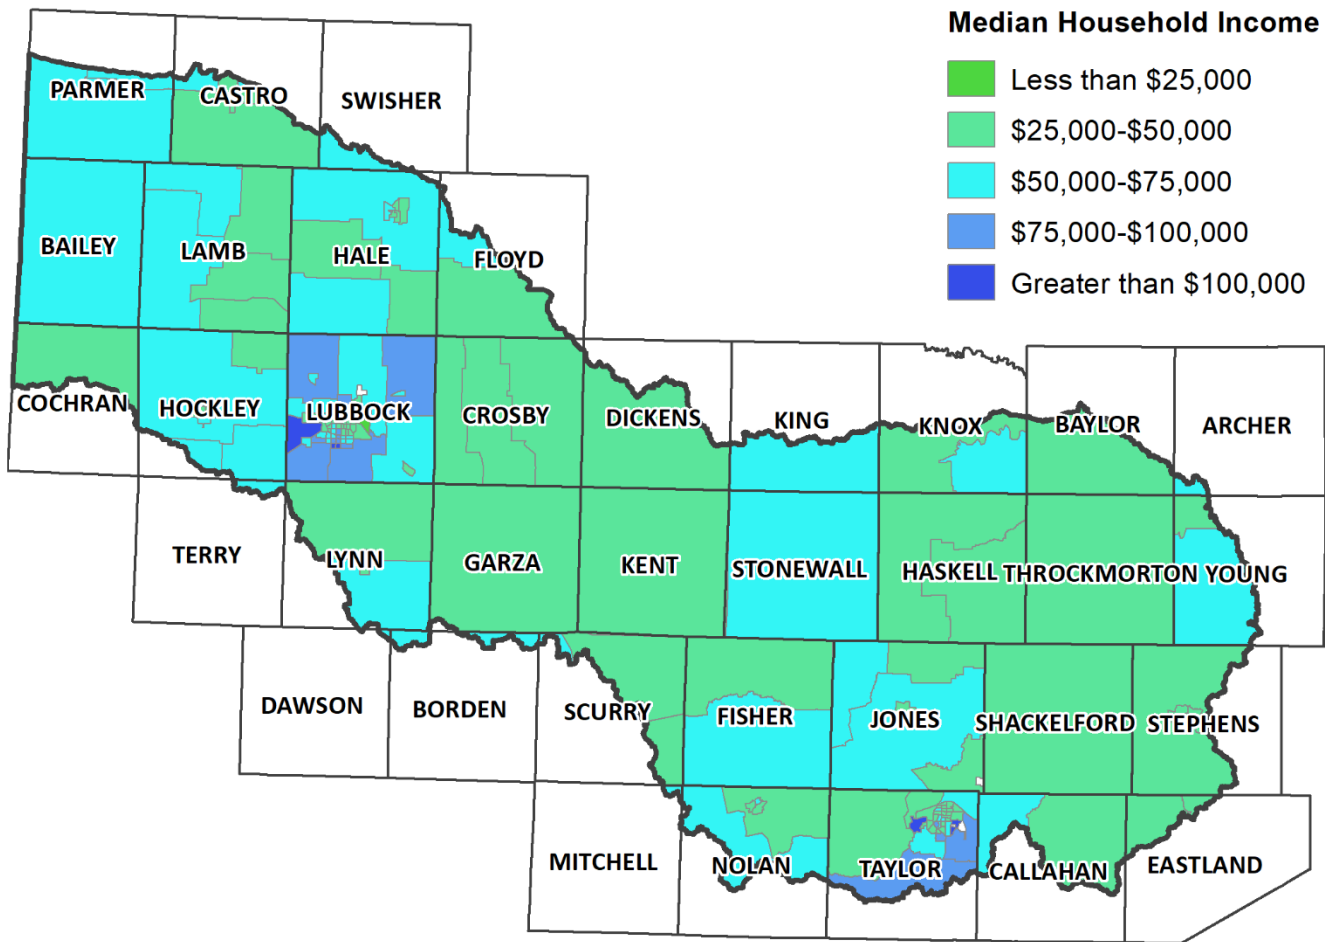 Median Household Income
Less than $25,000
$25,000-$50,000
$50,000-$75,000
$75,000-$100,000
Greater than $100,000
PARMER
CASTRO
SWISHER
BAILEY
LAMB
HALE
FLOYD
COCHRAN
HOCKLEY
LUBBOCK
CROSBY
DICKENS
KING
KNOX
BAYLOR
ARCHER
TERRY
LYNN
GARZA
KENT
STONEWALL
HASKELL
THROCKMORTON
YOUNG
DAWSON
BORDEN
SCURRY
FISHER
JONES
SHACKELFORD
STEPHENS
MITCHELL
NOLAN
TAYLOR
CALLAHAN
EASTLAND